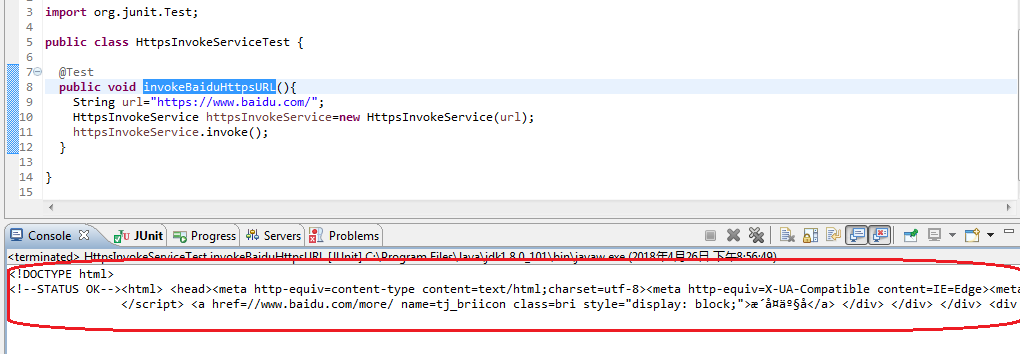 3 import org.junit.Test;
4
5 public class HttpsInvokeServiceTest {
6
7 @Test
8 public void invokeBaiduHttpsURL(){
9 String url="https://www.baidu.com/";
10 HttpsInvokeService httpsInvokeService=new HttpsInvokeService(url);
11 httpsInvokeService.invoke();
12 }
13
14 }
15
Console JUnit Progress Servers Problems
<terminated> HttpsInvokeServiceTest.invokeBaiduHttpsURL [JUnit] C:\Program Files\Java\jdk1.8.0_101\bin\javaw.exe (2018年4月26日 下午8:56:49)
<!DOCTYPE html>
<!--STATUS OK--><html> <head><meta http-equiv=content-type content=text/html;charset=utf-8><meta http-equiv=X-UA-Compatible content=IE=Edge><meta
</script> <a href=//www.baidu.com/more/ name=tj_briicon class=bri style="display: block;">æ´å¤äº§å</a> </div> </div> </div> <div